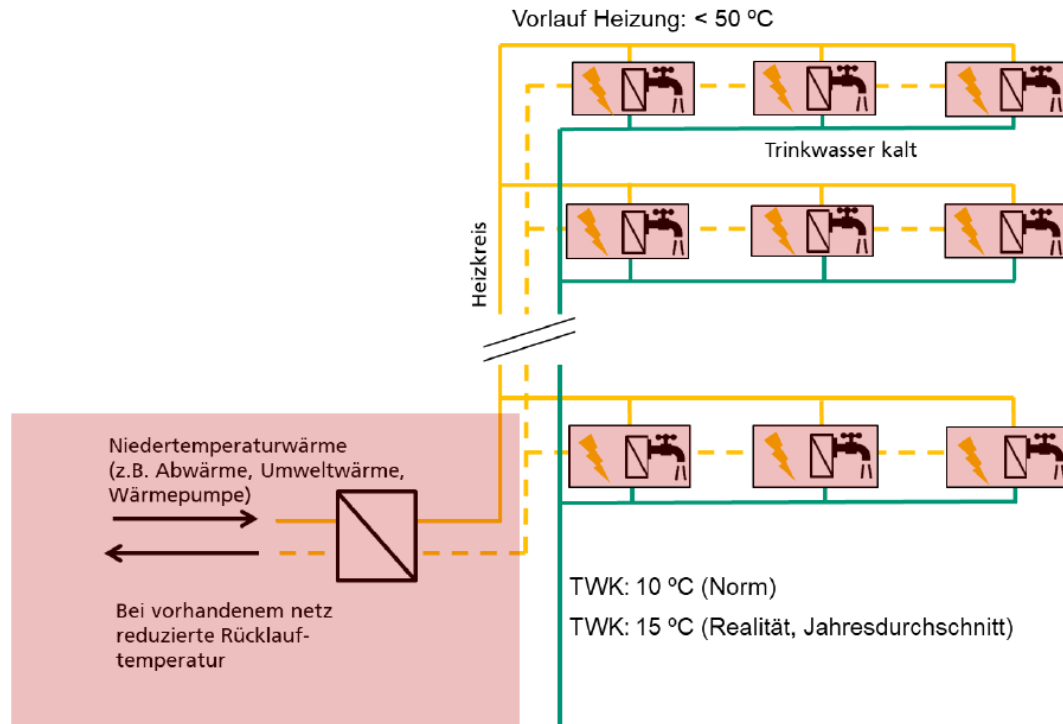 Vorlauf Heizung: < 50 ºC
Trinkwasser kalt
Heizkreis
Niedertemperaturwärme
(z.B. Abwärme, Umweltwärme,
Wärmepumpe)
Bei vorhandenem netz
reduzierte Rücklauf-
temperatur
TWK: 10 ºC (Norm)
TWK: 15 ºC (Realität, Jahresdurchschnitt)